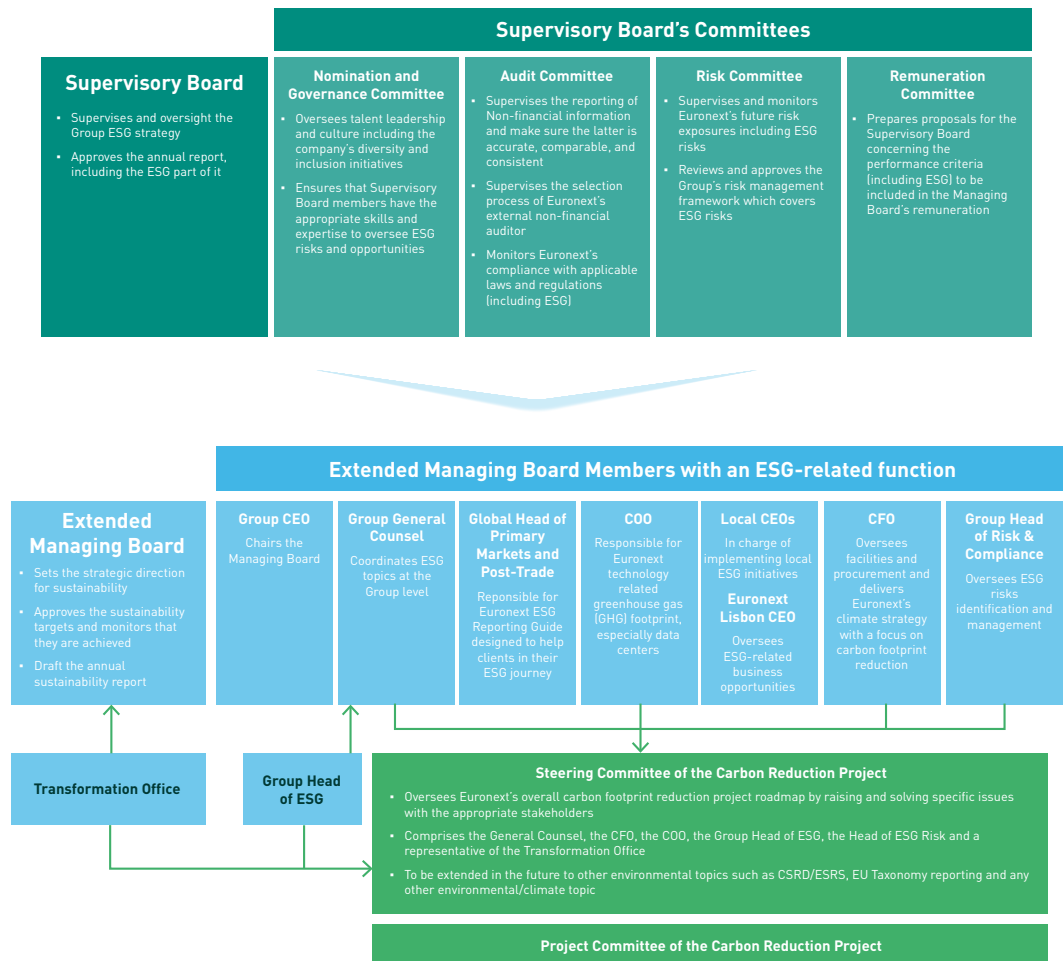 Supervisory Board's Committees
Supervisory Board
• Supervises and oversight the
Group ESG strategy
• Approves the annual report,
including the ESG part of it
Nomination and
Governance Committee
• Oversees talent leadership
and culture including the
company's diversity and
inclusion initiatives
• Ensures that Supervisory
Board members have the
appropriate skills and
expertise to oversee ESG
risks and opportunities
Audit Committee
• Supervises the reporting of
Non-financial information
and make sure the latter is
accurate, comparable, and
consistent
• Supervises the selection
process of Euronext's
external non-financial
auditor
• Monitors Euronext's
compliance with applicable
laws and regulations
(including ESG)
Risk Committee
• Supervises and monitors
Euronext's future risk
exposures including ESG
risks
• Reviews and approves the
Group's risk management
framework which covers
ESG risks
Remuneration
Committee
• Prepares proposals for the
Supervisory Board
concerning the
performance criteria
(including ESG) to be
included in the Managing
Board's remuneration
Extended Managing Board Members with an ESG-related function
Extended
Managing Board
• Sets the strategic direction
for sustainability
• Approves the sustainability
targets and monitors that
they are achieved
• Draft the annual
sustainability report
Group CEO
Chairs the
Managing Board
Group General
Counsel
Coordinates ESG
topics at the
Group level
Global Head of
Primary
Markets and
Post-Trade
Reponsible for
Euronext ESG
Reporting Guide
designed to help
clients in their
ESG journey
COO
Responsible for
Euronext
technology
related
greenhouse gas
(GHG) footprint,
especially data
centers
Local CEOs
In charge of
implementing local
ESG initiatives
Euronext
Lisbon CEO
Oversees
ESG-related
business
opportunities
CFO
Oversees
facilities and
procurement and
delivers
Euronext's
climate strategy
with a focus on
carbon footprint
reduction
Group Head
of Risk &
Compliance
Oversees ESG
risks
identification and
management
Transformation Office
Group Head
of ESG
Steering Committee of the Carbon Reduction Project
• Oversees Euronext's overall carbon footprint reduction project roadmap by raising and solving specific issues
with the appropriate stakeholders
• Comprises the General Counsel, the CFO, the COO, the Group Head of ESG, the Head of ESG Risk and a
representative of the Transformation Office
• To be extended in the future to other environmental topics such as CSRD/ESRS, EU Taxonomy reporting and any
other environmental/climate topic
Project Committee of the Carbon Reduction Project